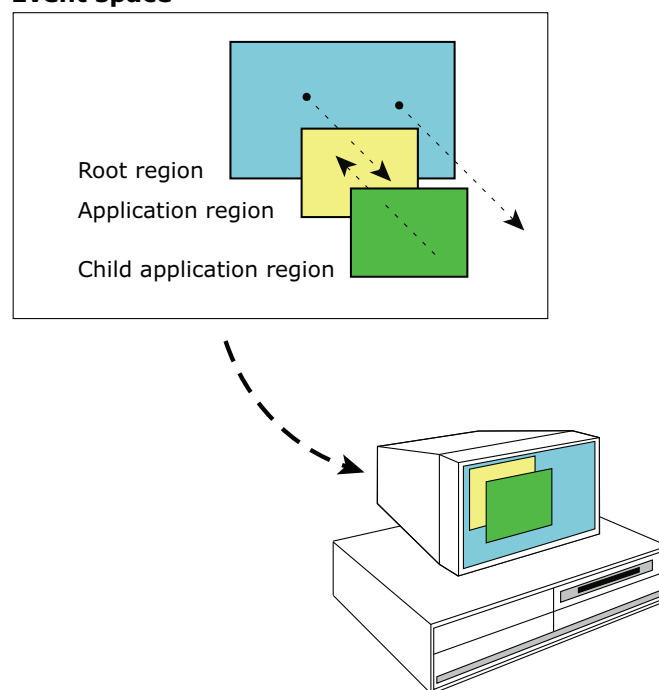 Event space
Root region
Application region
Child application region